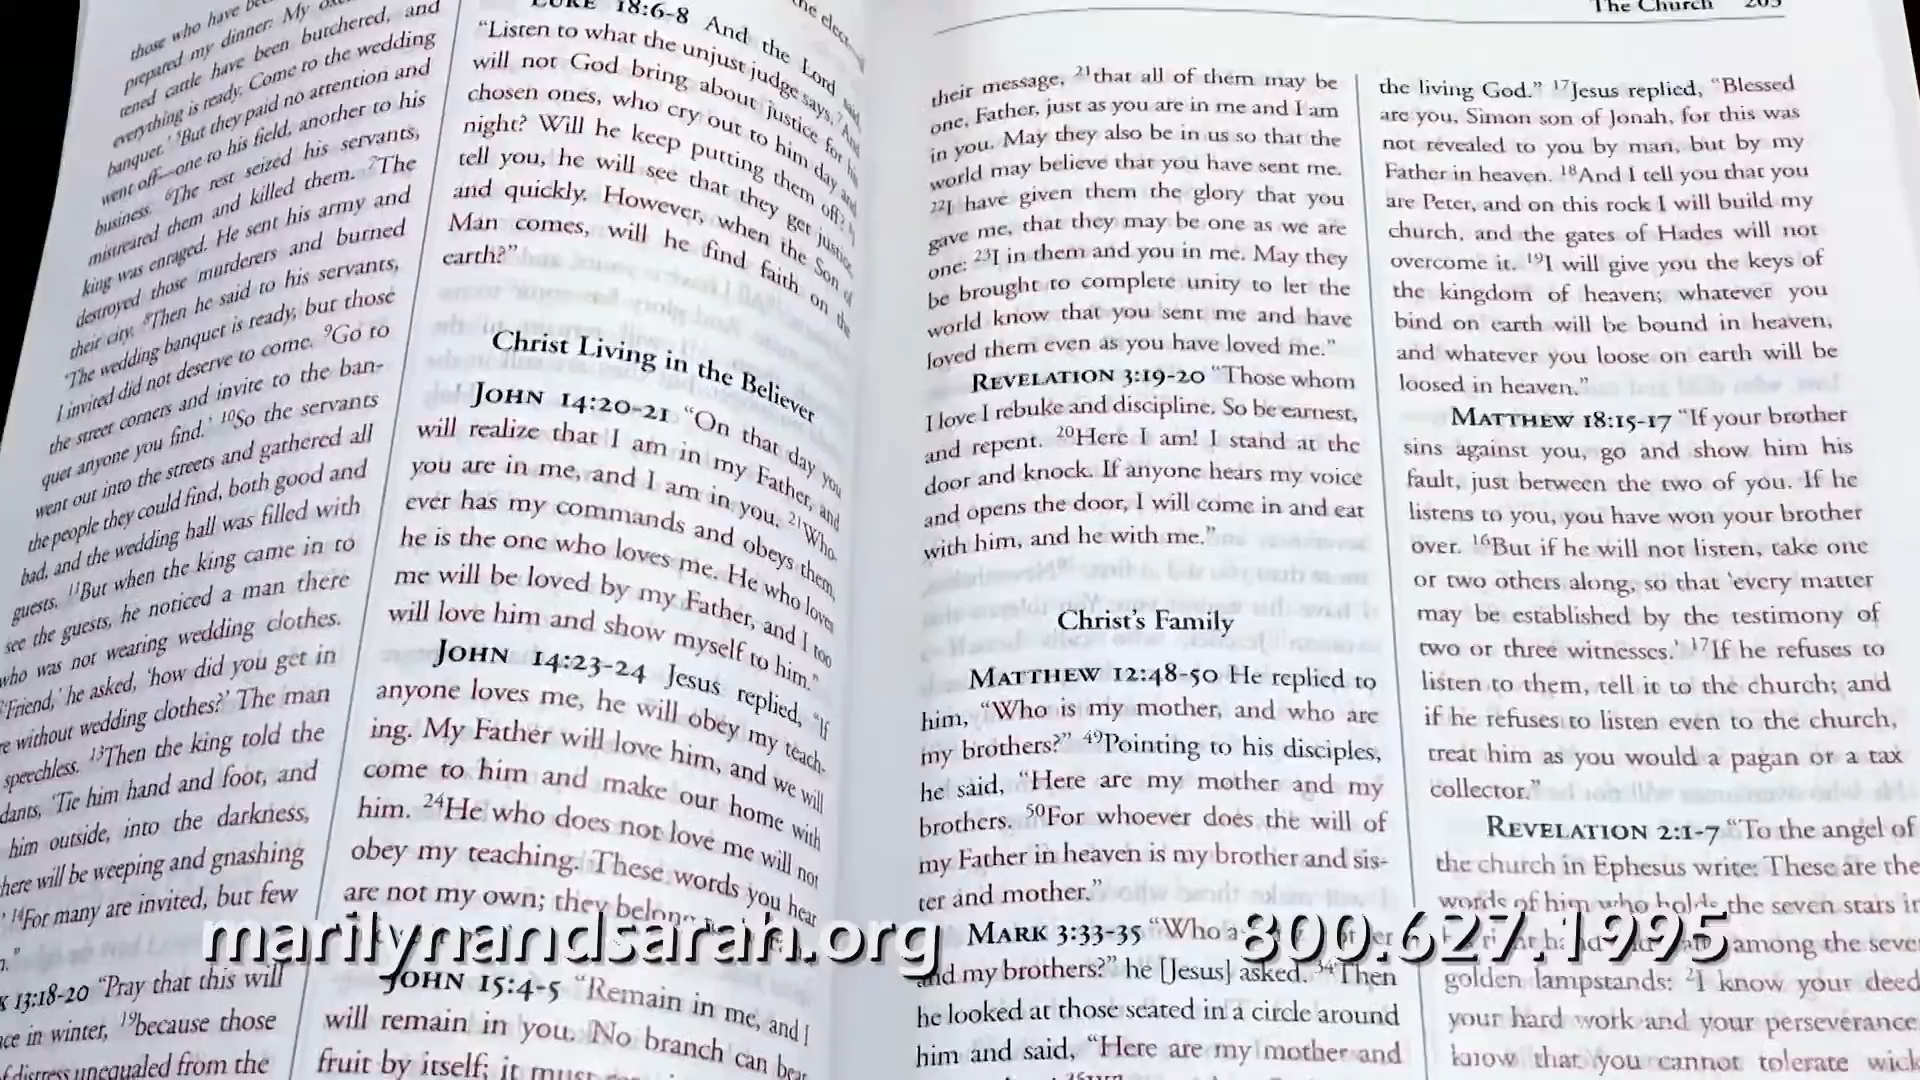 those who have
prepared my dinner: My
tened cattle have been butchered, and
everything is ready. Come to the wedding
banquet.' 5But they paid no attention and
went off—one to his field, another to his
business. 6The rest seized his servants,
mistreated them and killed them. 7The
king was enraged. He sent his army and
destroyed those murderers and burned
their city. 8Then he said to his servants,
'The wedding banquet is ready, but those
I invited did not deserve to come. 9Go to
the street corners and invite to the ban-
quet anyone you find.' 10So the servants
went out into the streets and gathered all
the people they could find, both good and
bad, and the wedding hall was filled with
guests. 11But when the king came in to
see the guests, he noticed a man there
who was not wearing wedding clothes.
'Friend,' he asked, 'how did you get in
without wedding clothes?' The man
speechless. 13Then the king told the
dants, 'Tie him hand and foot, and
him outside, into the darkness,
there will be weeping and gnashing
14For many are invited, but few
13:18-20 "Pray that this will
in winter, 19because those
distress unequaled from the
LUKE 18:6-8 And the Lord said
"Listen to what the unjust judge says. 7And
will not God bring about justice for his
chosen ones, who cry out to him day and
night? Will he keep putting them off?
tell you, he will see that they get justice,
and quickly. However, when the Son of
Man comes, will he find faith on the
earth?"
Christ Living in the Believer
JOHN 14:20-21 "On that day you
will realize that I am in my Father, and
you are in me, and I am in you. 21Who-
ever has my commands and obeys them,
he is the one who loves me. He who loves
me will be loved by my Father, and I too
will love him and show myself to him."
JOHN 14:23-24 Jesus replied, "If
anyone loves me, he will obey my teach-
ing. My Father will love him, and we will
come to him and make our home with
him. 24He who does not love me will not
obey my teaching. These words you hear
are not my own; they belong
JOHN 15:4-5 "Remain in me, and I
will remain in you. No branch can bear
fruit by itself; it must
The Church 203
their message, 21that all of them may be
one, Father, just as you are in me and I am
in you. May they also be in us so that the
world may believe that you have sent me.
22I have given them the glory that you
gave me, that they may be one as we are
one: 23I in them and you in me. May they
be brought to complete unity to let the
world know that you sent me and have
loved them even as you have loved me."
REVELATION 3:19-20 "Those whom
I love I rebuke and discipline. So be earnest,
and repent. 20Here I am! I stand at the
door and knock. If anyone hears my voice
and opens the door, I will come in and eat
with him, and he with me."
Christ's Family
MATTHEW 12:48-50 He replied to
him, "Who is my mother, and who are
my brothers?" 49Pointing to his disciples,
he said, "Here are my mother and my
brothers. 50For whoever does the will of
my Father in heaven is my brother and sis-
ter and mother."
MARK 3:33-35 "Who
and my brothers?" he [Jesus] asked. 34Then
he looked at those seated in a circle around
him and said, "Here are my mother and
the living God." 17Jesus replied, "Blessed
are you, Simon son of Jonah, for this was
not revealed to you by man, but by my
Father in heaven. 18And I tell you that you
are Peter, and on this rock I will build my
church, and the gates of Hades will not
overcome it. 19I will give you the keys of
the kingdom of heaven; whatever you
bind on earth will be bound in heaven,
and whatever you loose on earth will be
loosed in heaven."
MATTHEW 18:15-17 "If your brother
sins against you, go and show him his
fault, just between the two of you. If he
listens to you, you have won your brother
over. 16But if he will not listen, take one
or two others along, so that 'every matter
may be established by the testimony of
two or three witnesses.' 17If he refuses to
listen to them, tell it to the church; and
if he refuses to listen even to the church,
treat him as you would a pagan or a tax
collector."
REVELATION 2:1-7 "To the angel of
the church in Ephesus write: These are the
words of him who holds the seven stars in
among the seven
golden lampstands: 2I know your deed
your hard work and your perseverance
know that you cannot tolerate wick
marilynandsarah.org
800.627.1995